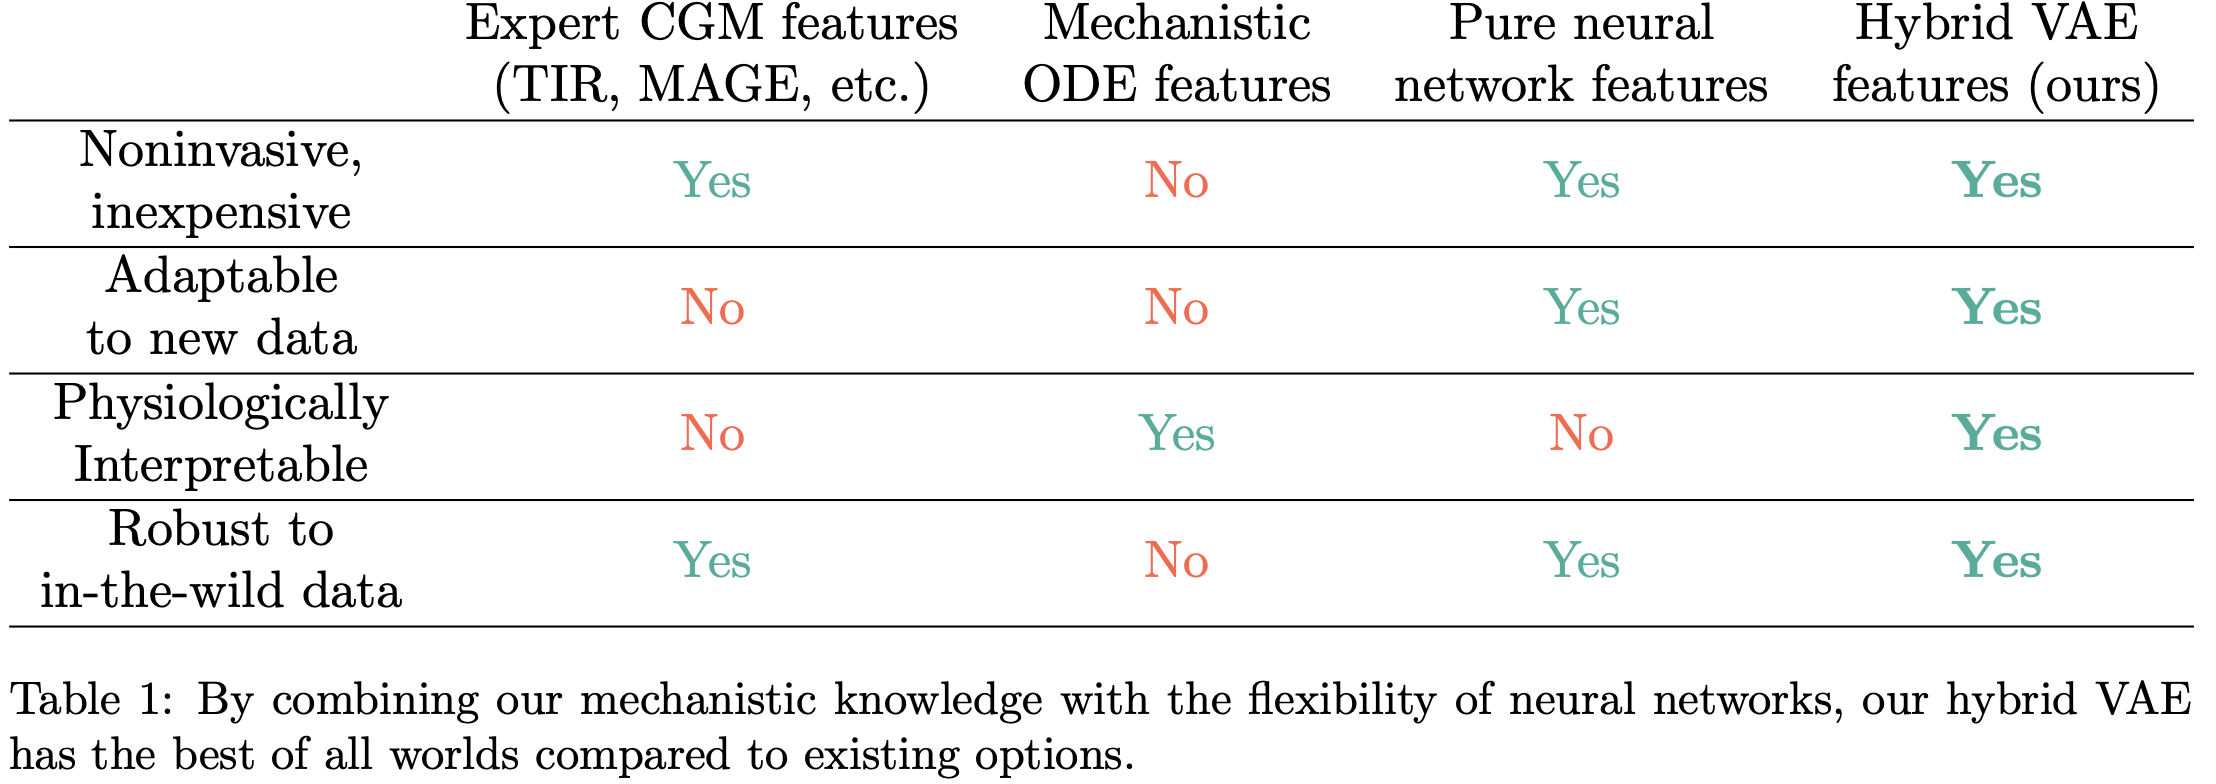 Expert CGM features Mechanistic Pure neural Hybrid VAE
(TIR, MAGE, etc.) ODE features network features features (ours)
Noninvasive,
inexpensive
Yes No Yes Yes
Adaptable
to new data
No No Yes Yes
Physiologically
Interpretable
No Yes No Yes
Robust to
in-the-wild data
Yes No Yes Yes
Table 1: By combining our mechanistic knowledge with the flexibility of neural networks, our hybrid VAE
has the best of all worlds compared to existing options.